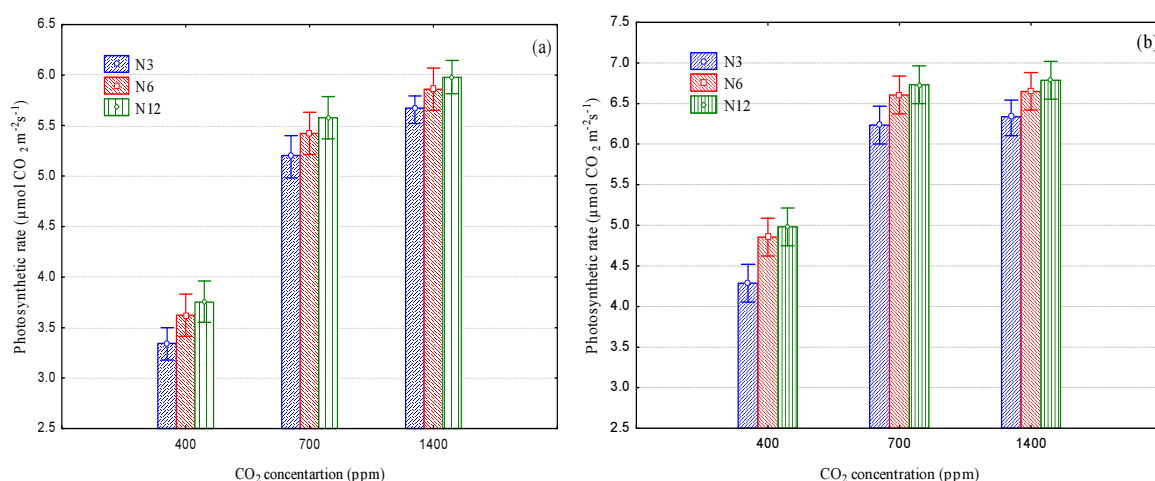 (a)
N3
N6
N12
Photosynthetic rate (µmol CO 2 m-2s-1)
6.5
6.0
5.5
5.0
4.5
4.0
3.5
3.0
2.5
400 700 1400
CO2 concentartion (ppm)
(b)
N3
N6
N12
Photosynthetic rate (µmol CO 2 m-2s-1)
7.5
7.0
6.5
6.0
5.5
5.0
4.5
4.0
3.5
3.0
2.5
400 700 1400
CO2 concentration (ppm)